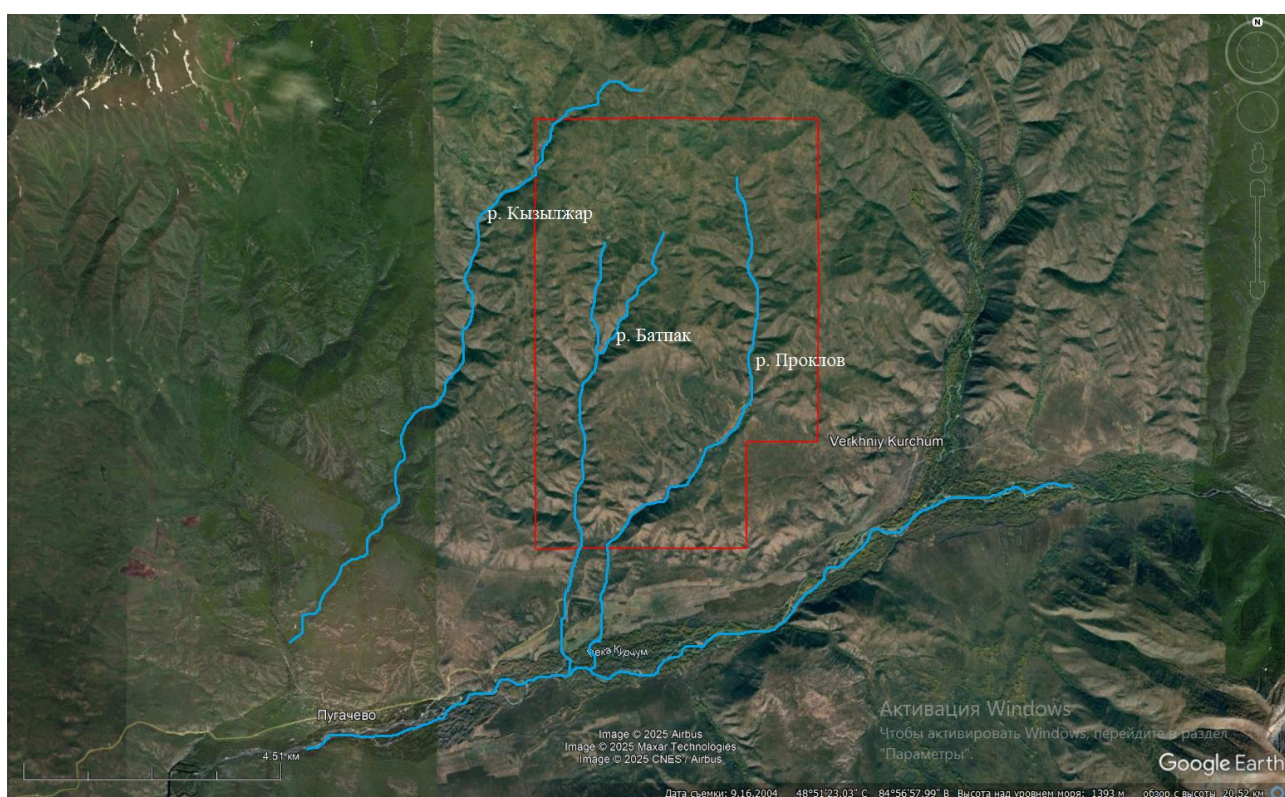 N
р. Кызылжар
р. Батпак
р. Проклов
Verkhniy Kurchum
река Курчум
Пугачево
4.51 км
Image © 2025 Airbus
Image © 2025 Maxar Technologies
Image © 2025 CNES / Airbus
Активация Windows
Чтобы активировать Windows, перейдите в раздел
"Параметры".
Google Earth
Дата съемки: 9.16.2004 48°51'23.03" С 84°56'57.99" В Высота над уровнем моря: 1393 м обзор с высоты 20.52 км